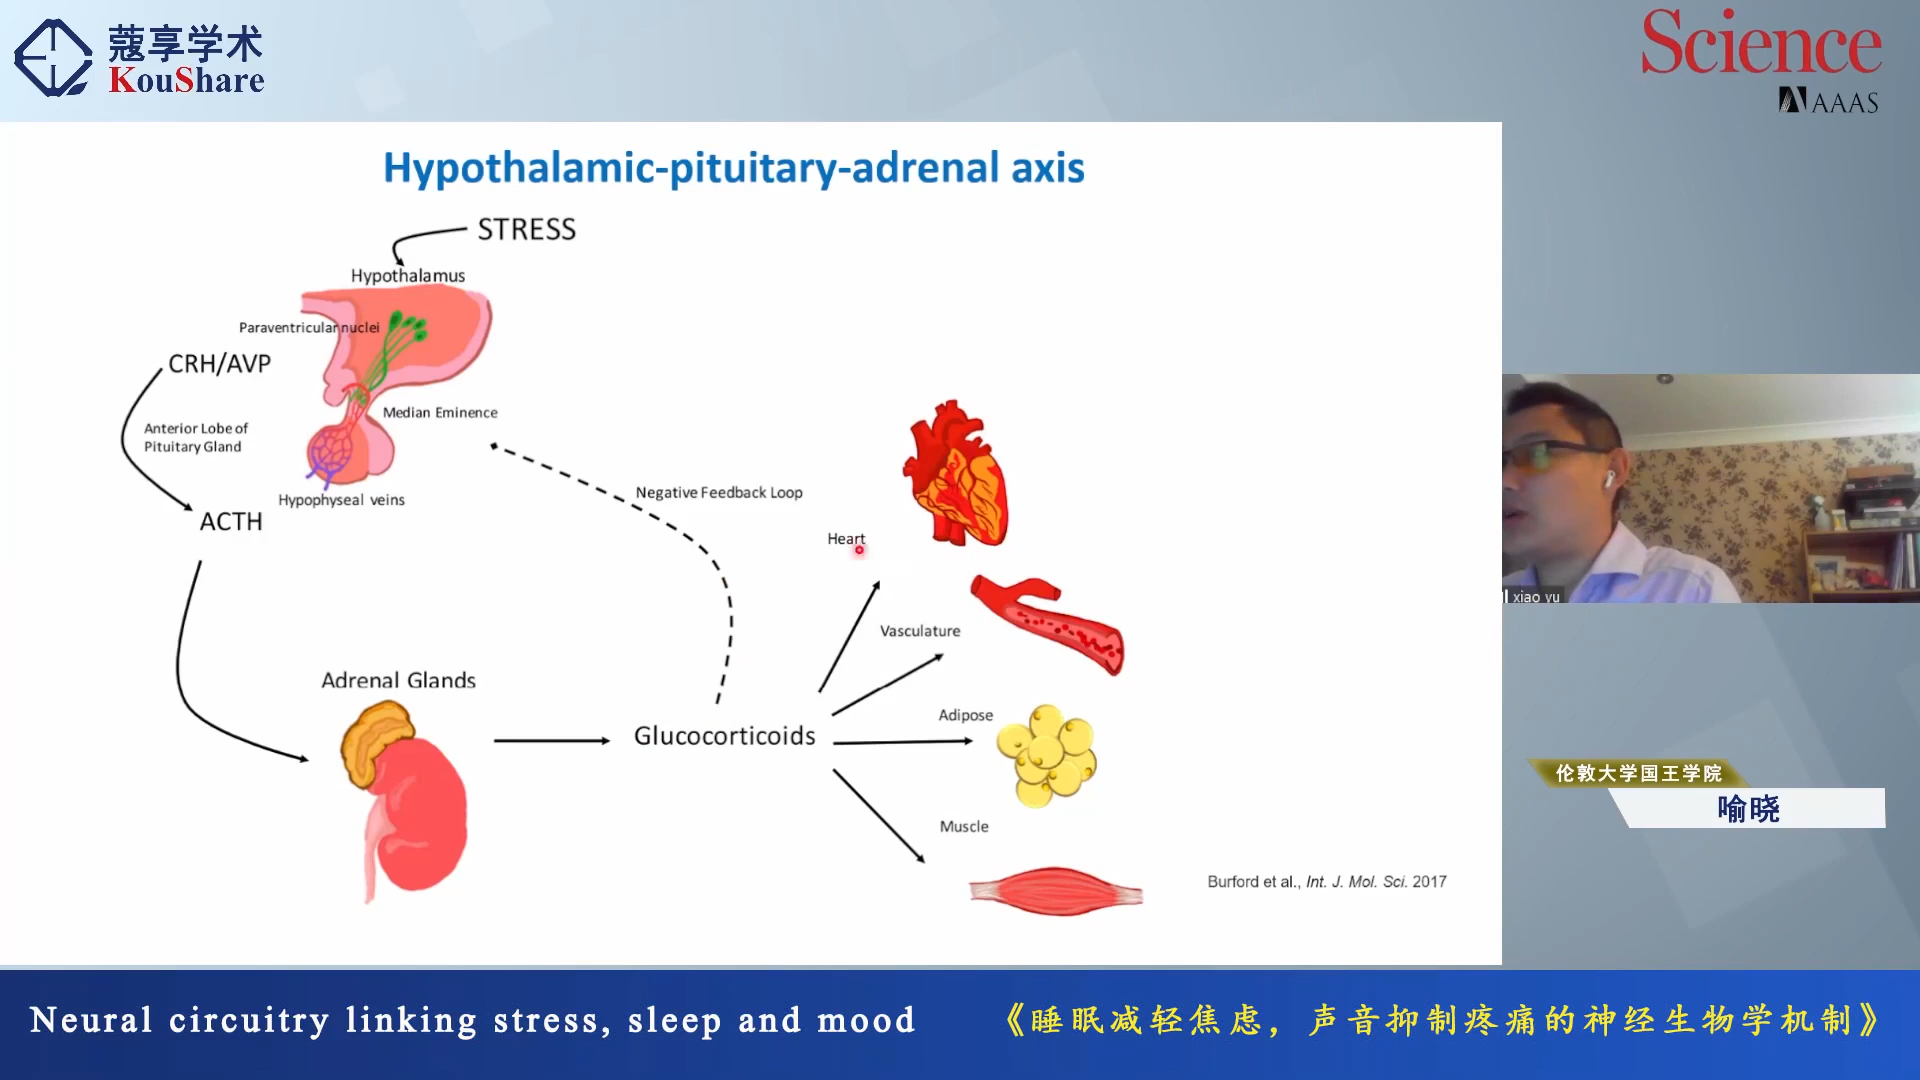 蔻享学术
KouShare
Science
AAAS
Hypothalamic-pituitary-adrenal axis
STRESS
Hypothalamus
Paraventricular nuclei
CRH/AVP
Median Eminence
Anterior Lobe of
Pituitary Gland
Negative Feedback Loop
Hypophyseal veins
ACTH
Heart
xiao yu
Vasculature
Adrenal Glands
Adipose
Glucocorticoids
伦敦大学国王学院
喻晓
Muscle
Burford et al., Int. J. Mol. Sci. 2017
Neural circuitry linking stress, sleep and mood
《睡眠减轻焦虑，声音抑制疼痛的神经生物学机制》